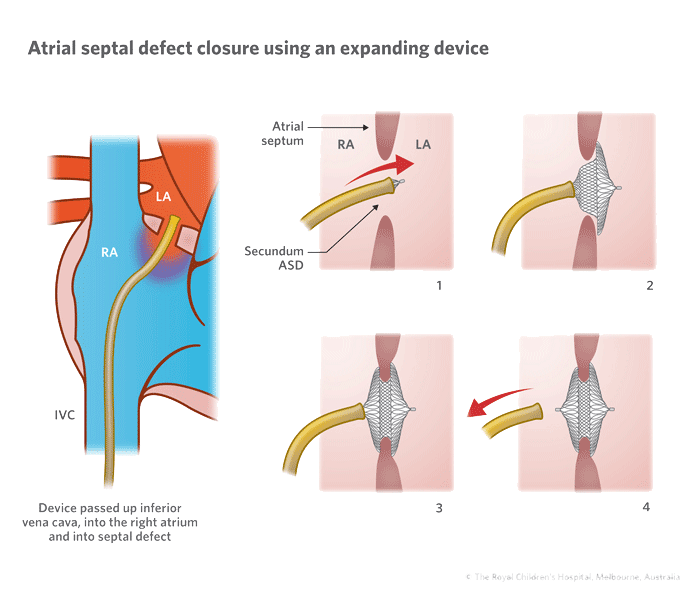 Atrial septal defect closure using an expanding device
LA
RA
IVC
Device passed up inferior
vena cava, into the right atrium
and into septal defect
Atrial
septum
RA
LA
Secundum
ASD
1
2
3
4
© The Royal Children's Hospital, Melbourne, Australia